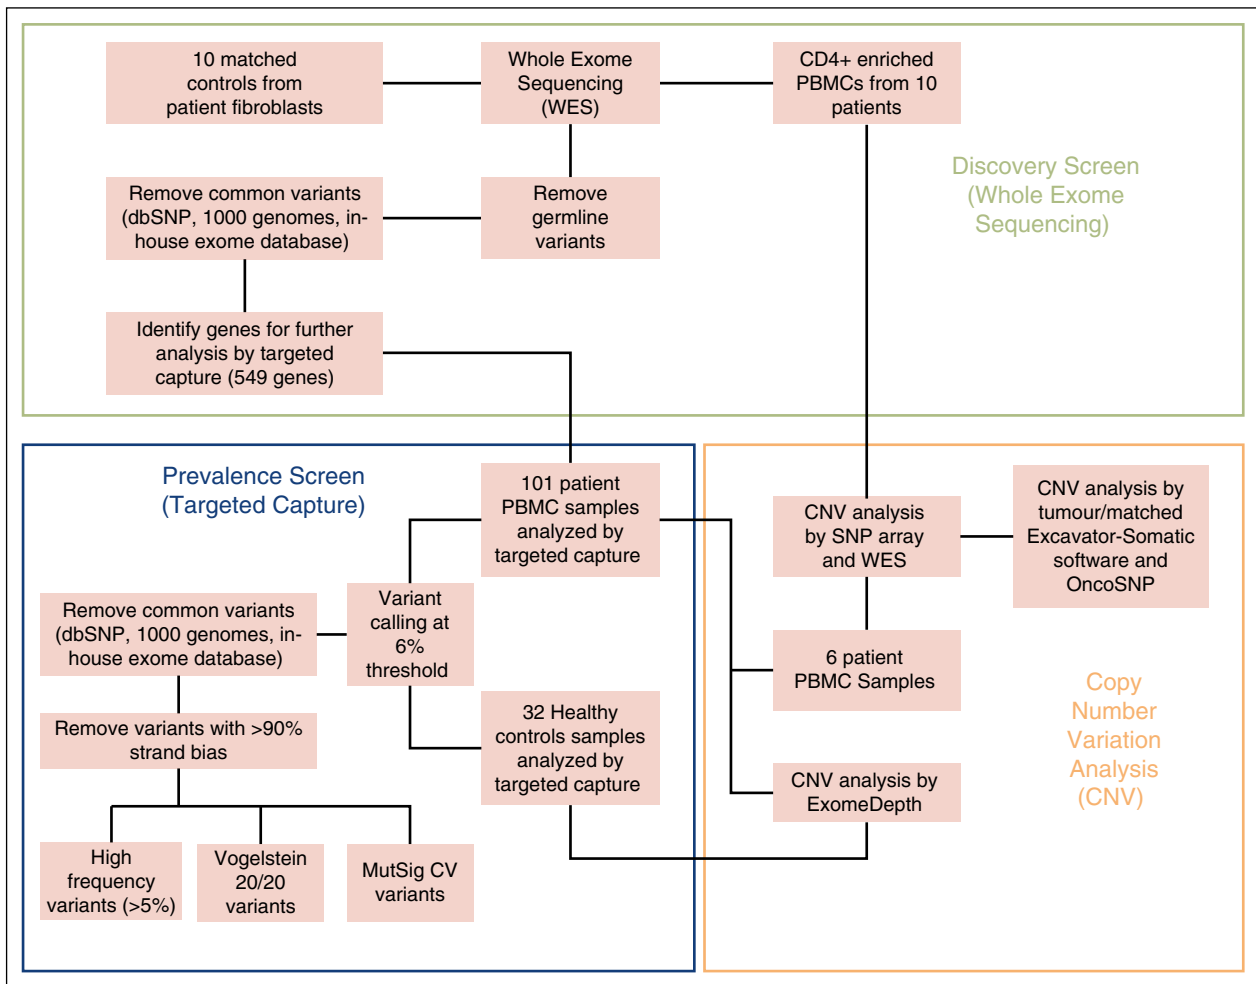 10 matched
controls from
patient fibroblasts
Whole Exome
Sequencing
(WES)
CD4+ enriched
PBMCs from 10
patients
Discovery Screen
(Whole Exome
Sequencing)
Remove common variants
(dbSNP, 1000 genomes, in-
house exome database)
Remove
germline
variants
Identify genes for further
analysis by targeted
capture (549 genes)
Prevalence Screen
(Targeted Capture)
101 patient
PBMC samples
analyzed by
targeted capture
Variant
calling at
6%
threshold
Remove common variants
(dbSNP, 1000 genomes, in-
house exome database)
Remove variants with >90%
strand bias
32 Healthy
controls samples
analyzed by
targeted capture
High
frequency
variants (>5%)
Vogelstein
20/20
variants
MutSig CV
variants
CNV analysis
by SNP array
and WES
CNV analysis by
tumour/matched
Excavator-Somatic
software and
OncoSNP
6 patient
PBMC Samples
CNV analysis by
ExomeDepth
Copy
Number
Variation
Analysis
(CNV)